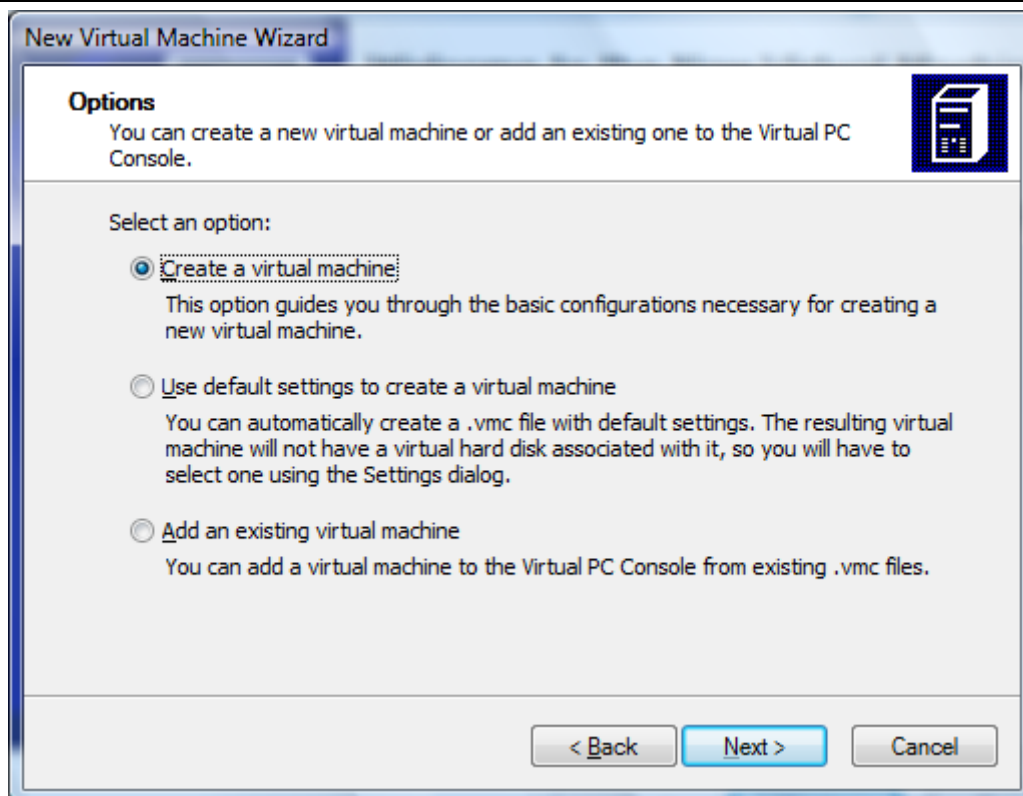 New Virtual Machine Wizard
Options
You can create a new virtual machine or add an existing one to the Virtual PC
Console.
Select an option:
Create a virtual machine
This option guides you through the basic configurations necessary for creating a
new virtual machine.
Use default settings to create a virtual machine
You can automatically create a .vmc file with default settings. The resulting virtual
machine will not have a virtual hard disk associated with it, so you will have to
select one using the Settings dialog.
Add an existing virtual machine
You can add a virtual machine to the Virtual PC Console from existing .vmc files.
< Back Next > Cancel